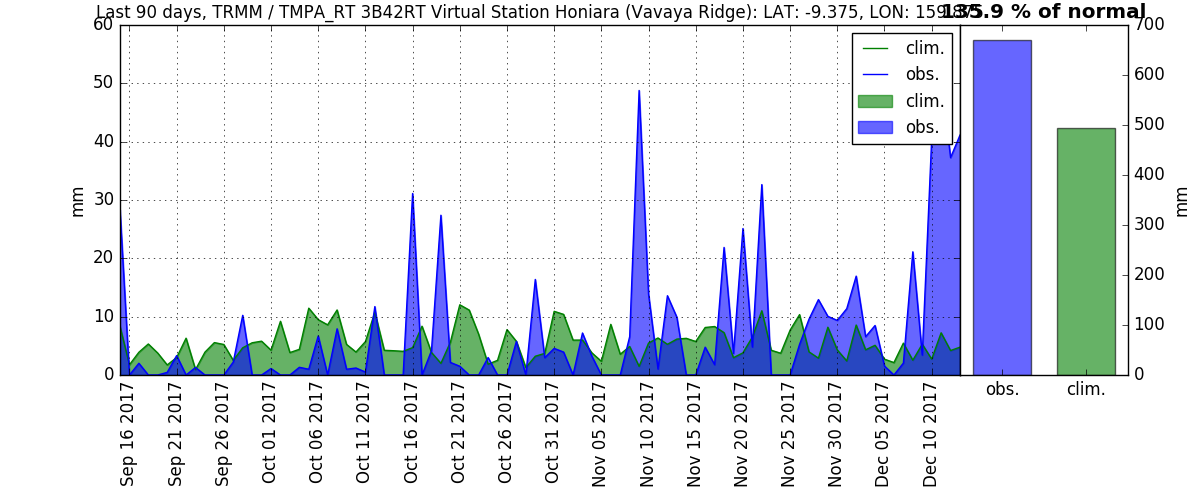 Last 90 days, TRMM / TMPA_RT 3B42RT Virtual Station Honiara (Vavaya Ridge): LAT: -9.375, LON:
135.9 % of normal
60
50
40
30
20
10
0
mm
clim.
obs.
clim.
obs.
700
600
500
400
300
200
100
0
mm
Sep 16 2017
Sep 21 2017
Sep 26 2017
Oct 01 2017
Oct 06 2017
Oct 11 2017
Oct 16 2017
Oct 21 2017
Oct 26 2017
Oct 31 2017
Nov 05 2017
Nov 10 2017
Nov 15 2017
Nov 20 2017
Nov 25 2017
Nov 30 2017
Dec 05 2017
Dec 10 2017
obs.
clim.